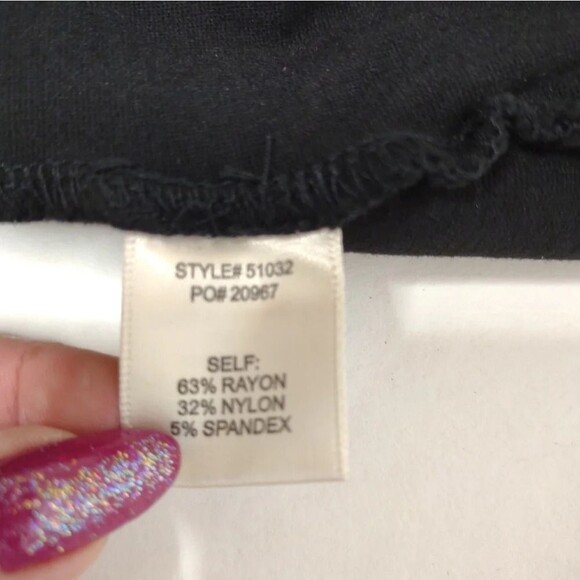 STYLE# 51032
PO# 20967
SELF:
63% RAYON
32% NYLON
5% SPANDEX